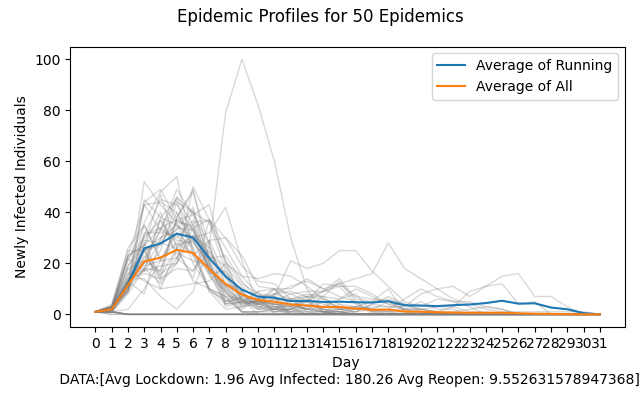 Epidemic Profiles for 50 Epidemics
Average of Running
Average of All
Newly Infected Individuals
100
80
60
40
20
0
0 1 2 3 4 5 6 7 8 9 10 11 12 13 14 15 16 17 18 19 20 21 22 23 24 25 26 27 28 29 30 31
Day
DATA:[Avg Lockdown: 1.96 Avg Infected: 180.26 Avg Reopen: 9.552631578947368]